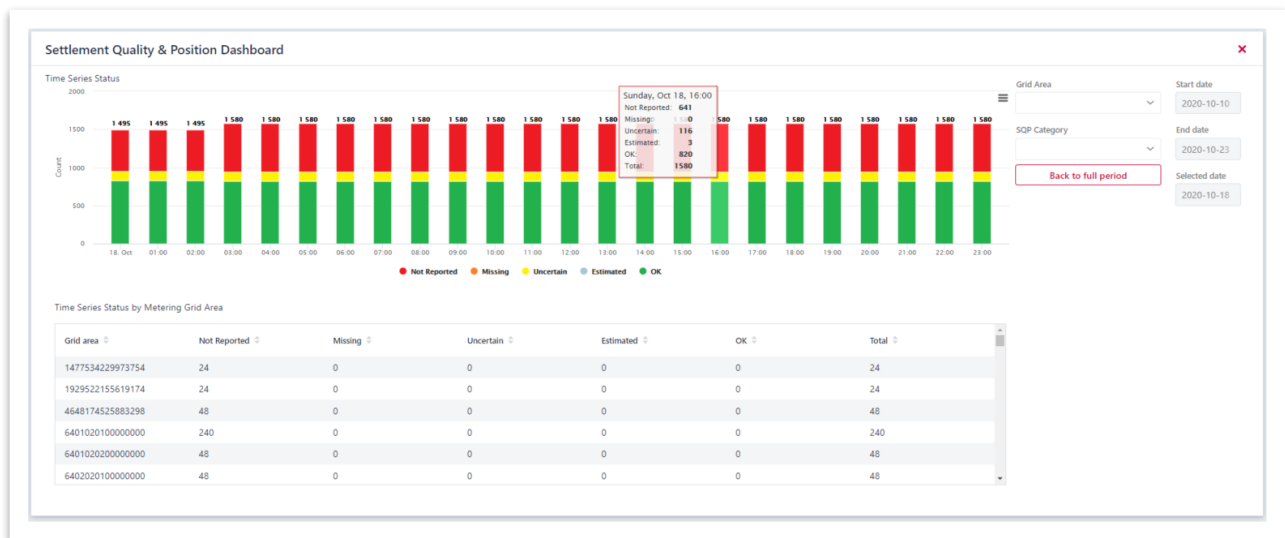 Settlement Quality & Position Dashboard
Time Series Status
2000
1500
1000
500
0
Count
1 495 1 495 1 495 1 580 1 580 1 580 1 580 1 580 1 580 1 580 1 580 1 580 1 580 1 580 580 1 580 1 580 1 580 1 580 1 580 1 580 1 580
Sunday, Oct 18, 16:00
Not Reported: 641
Missing: 0
Uncertain: 116
Estimated: 3
OK: 820
Total: 1580
18. Oct 01:00 02:00 03:00 04:00 05:00 06:00 07:00 08:00 09:00 10:00 11:00 12:00 13:00 14:00 15:00 16:00 17:00 18:00 19:00 20:00 21:00 22:00 23:00
Not Reported Missing Uncertain Estimated OK
Grid Area
Start date
2020-10-10
SQP Category
End date
2020-10-23
Back to full period
Selected date
2020-10-18
Time Series Status by Metering Grid Area
Grid area Not Reported Missing Uncertain Estimated OK Total
1477534229973754 24 0 0 0 0 24
1929522155619174 24 0 0 0 0 24
4648174525883298 48 0 0 0 0 48
6401020100000000 240 0 0 0 0 240
6401020200000000 48 0 0 0 0 48
6402020100000000 48 0 0 0 0 48